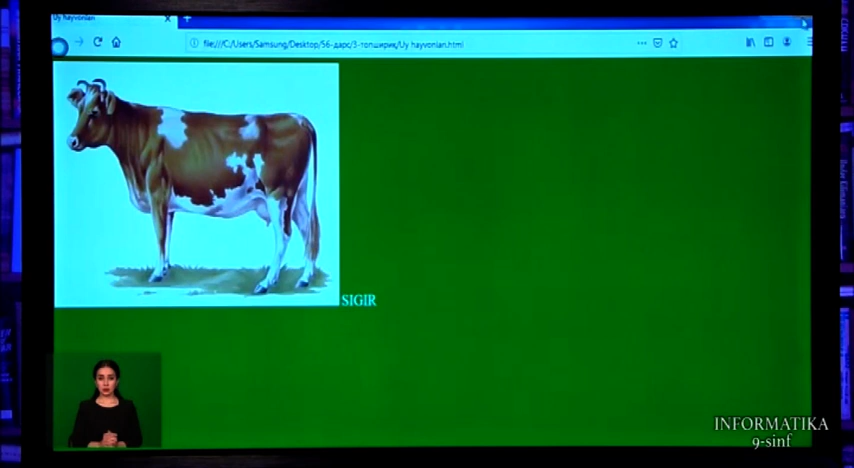 Uy hayvonlari
file:///C:/Users/Samsung/Desktop/56-дарс/3-топшириқ/Uy hayvonlari.html
SIGIR
INFORMATIKA
9-sinf